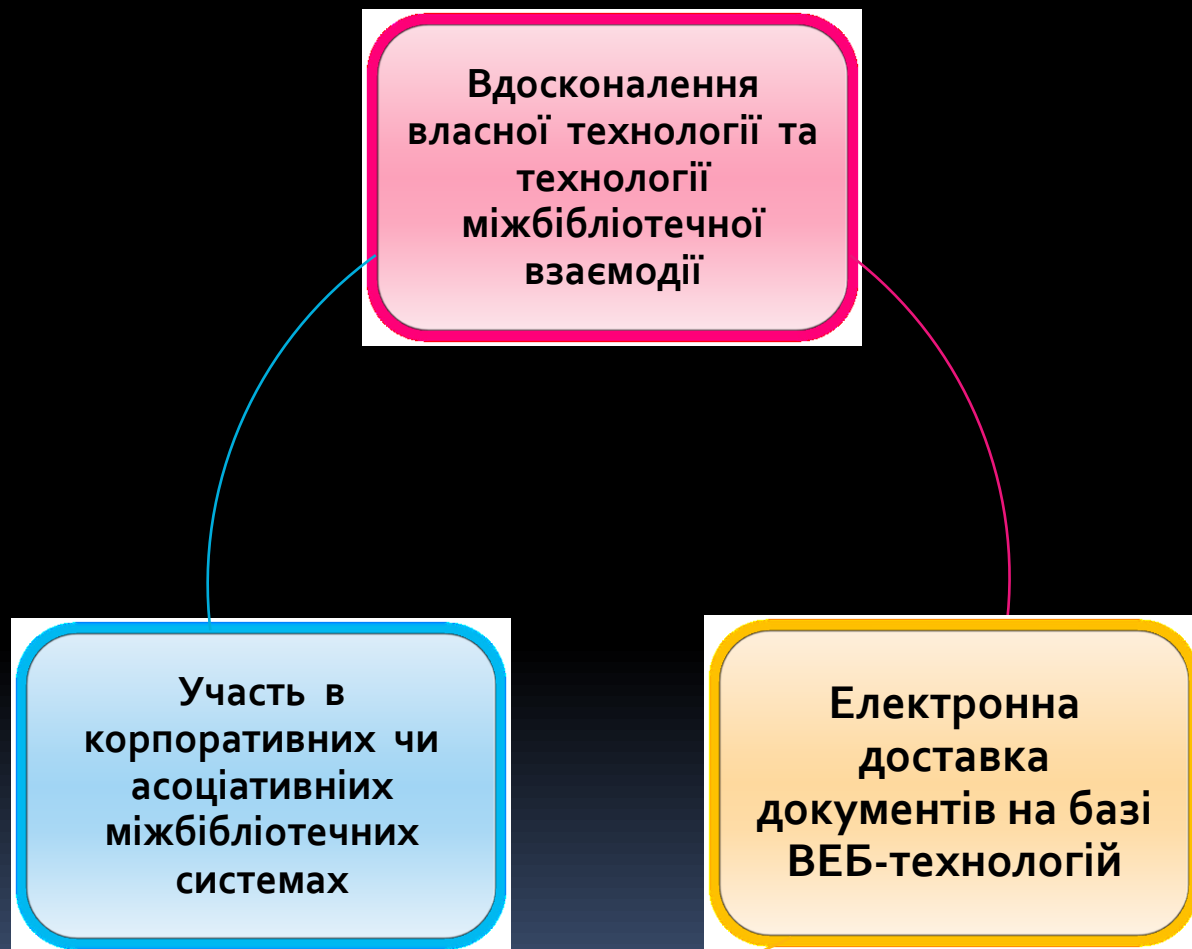 Вдосконалення
власної технології та
технології
міжбібліотечної
взаємодії
Участь в
корпоративних чи
асоціативніих
міжбібліотечних
системах
Електронна
доставка
документів на базі
ВЕБ-технологій